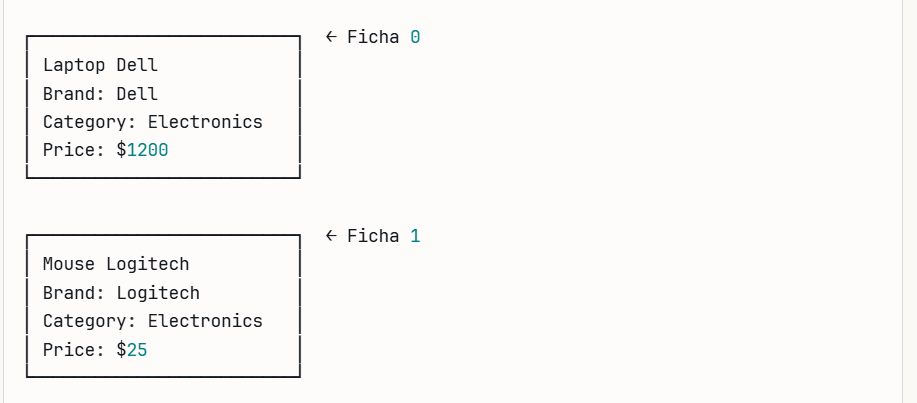 ← Ficha 0
Laptop Dell
Brand: Dell
Category: Electronics
Price: $1200
← Ficha 1
Mouse Logitech
Brand: Logitech
Category: Electronics
Price: $25